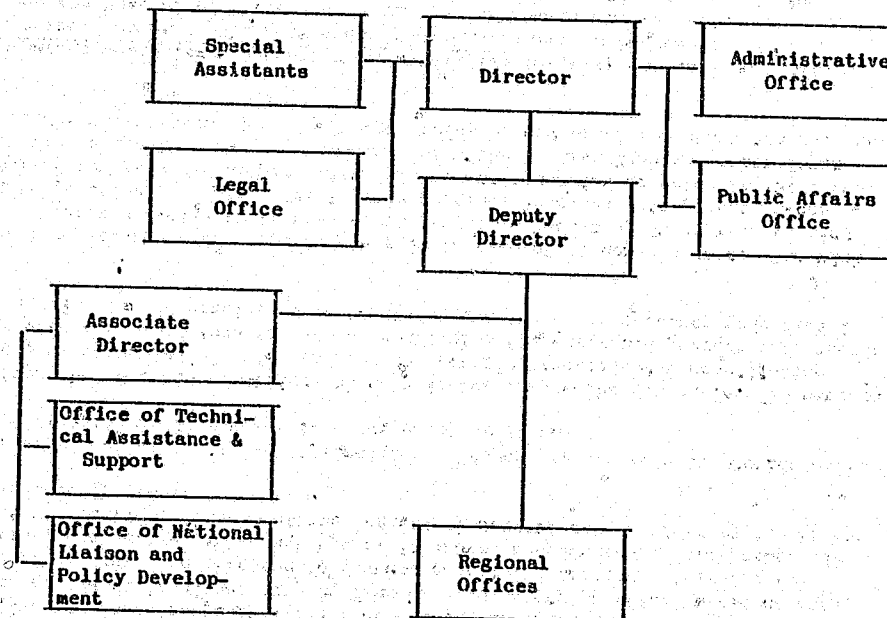 Special
Assistants
Director
Administrative
Office
Legal
Office
Deputy
Director
Public Affairs
Office
Associate
Director
Office of Techni-
cal Assistance &
Support
Office of National
Liaison and
Policy Develop-
ment
Regional
Offices